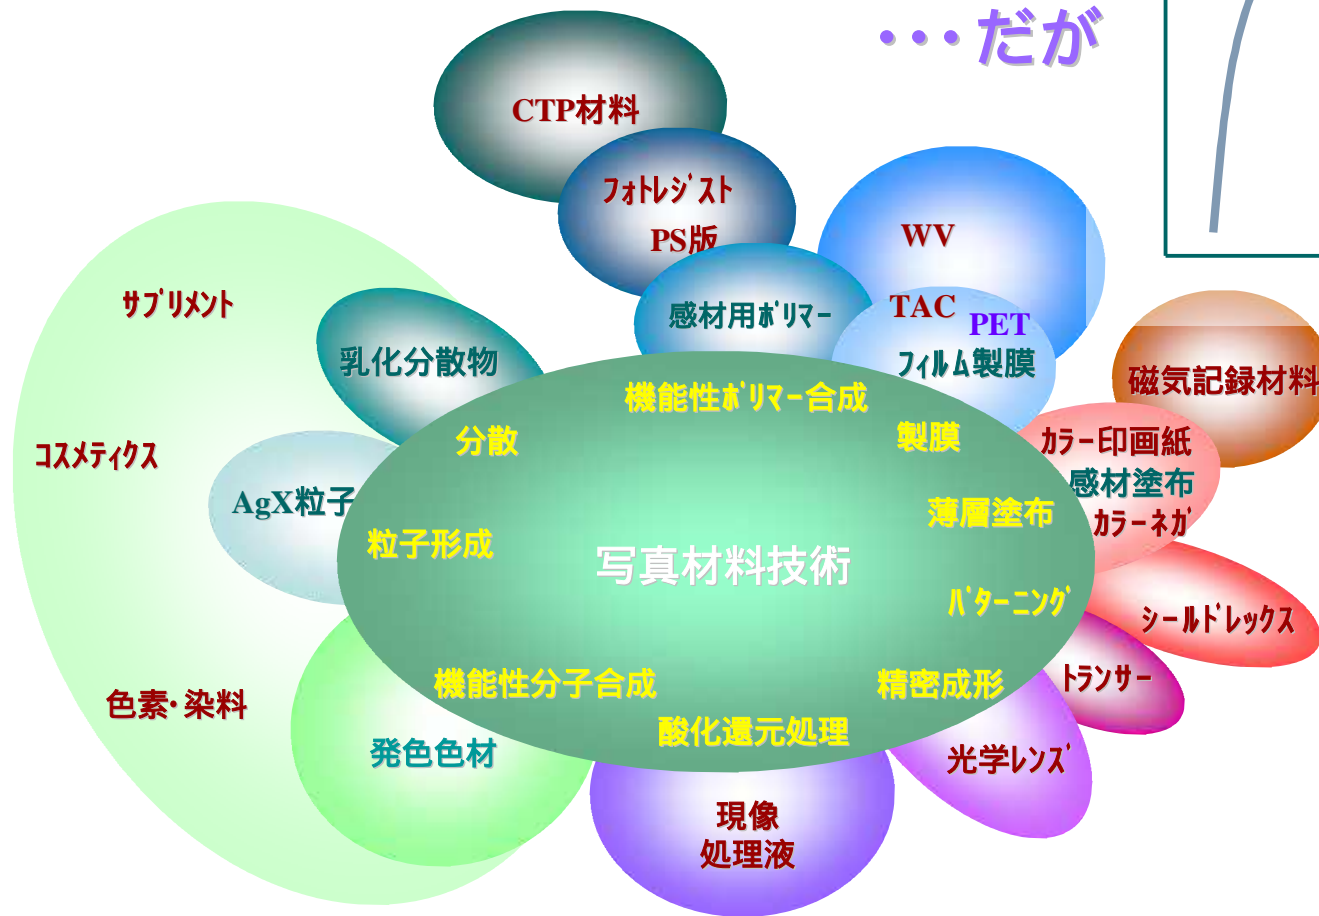 ・・・だが
CTP材料
フォトレジスト
PS版
WV
サプリメント
TAC
感材用ポリマー
PET
乳化分散物
フィルム製膜
磁気記録材料
機能性ポリマー合成
分散
製膜
カラー印画紙
コスメティクス
感材塗布
AgX粒子
薄層塗布
カラーネガ
粒子形成
写真材料技術
パターニング
シールドレックス
トランサー
機能性分子合成
精密成形
色素・染料
酸化還元処理
発色色材
光学レンズ
現像
処理液